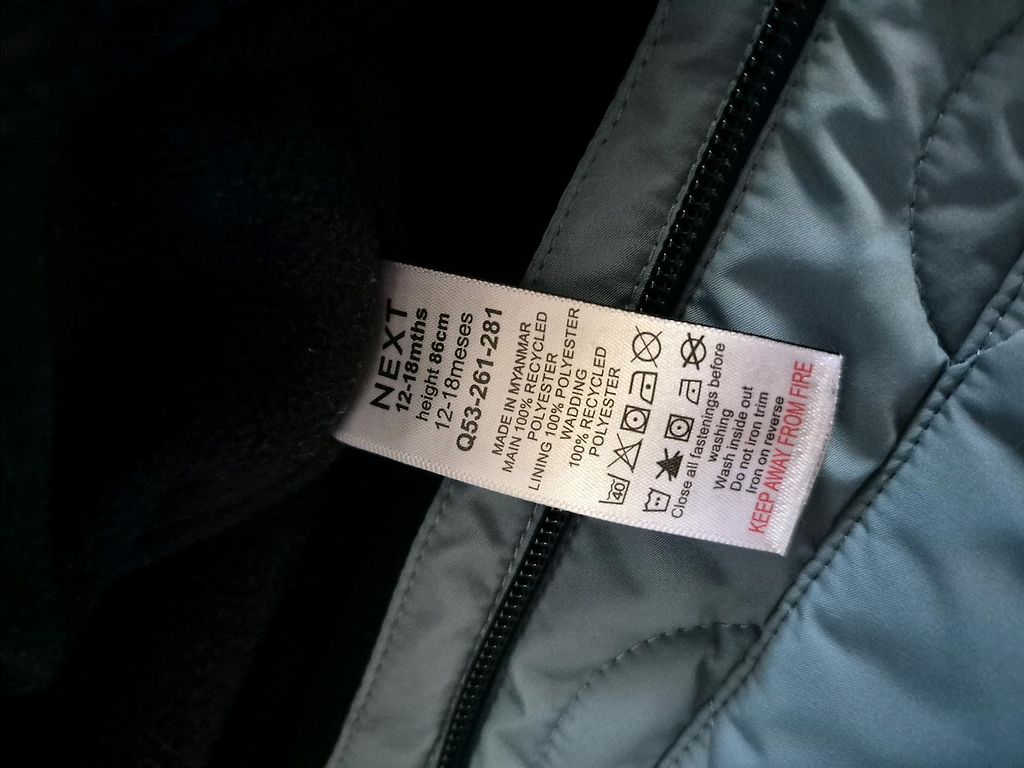 NEXT
12-18mths
height 86cm
12-18meses
Q53-261-281
MADE IN MYANMAR
MAIN 100% RECYCLED
POLYESTER
LINING 100% POLYESTER
WADDING
100% RECYCLED
POLYESTER
40
Close all fastenings before
washing
Wash inside out
Do not iron trim
Iron on reverse
KEEP AWAY FROM FIRE